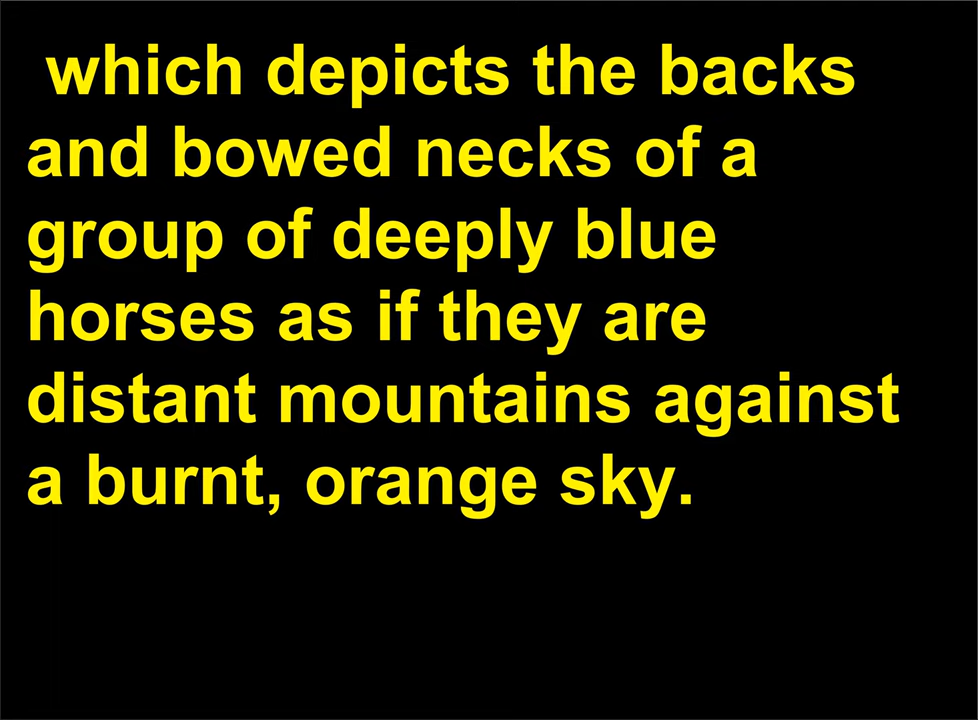 which depicts the backs
and bowed necks of a
group of deeply blue
horses as if they are
distant mountains against
a burnt, orange sky.